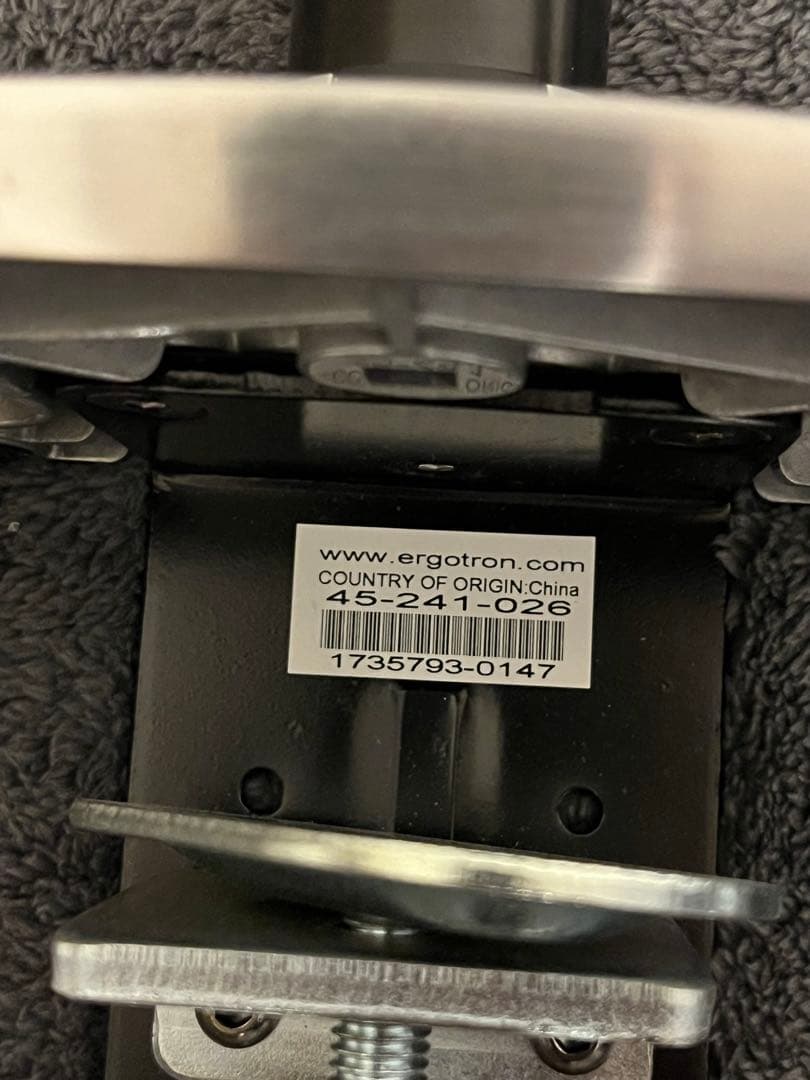 www.ergotron.com
COUNTRY OF ORIGIN:China
45-241-026
1735793-0147